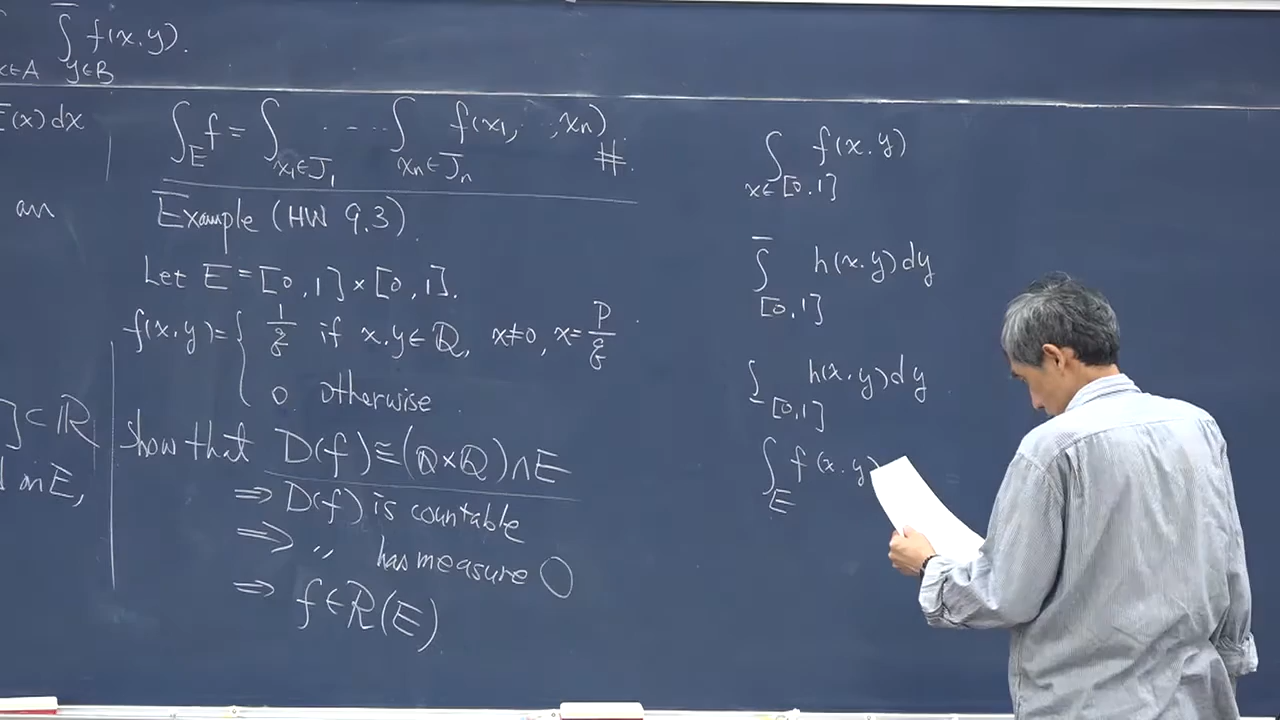 ∫̅ f(x.y).
x∈A y∈B
(x)dx
an
] ⊂ ℝ
on E,
∫_E f = ∫_{x₁∈J₁} · · · · ∫_{xₙ∈Jₙ} f(x₁, · , xₙ) #.
Example (HW 9.3).
Let E = [0,1] × [0,1].
f(x,y) = { 1/q if x.y ∈ ℚ, x≠0, x = p/q.
0 otherwise.
Show that D(f) ≡ (ℚ×ℚ) ∩ E
⇒ D(f) is countable
⇒ 〃 has measure 0
⇒ f ∈ R(E)
∫_{x∈[0.1]} f(x.y)
∫̅_{[0,1]} h(x.y)dy
∫̲_{[0,1]} h(x.y)dy
∫_E f(x.y)